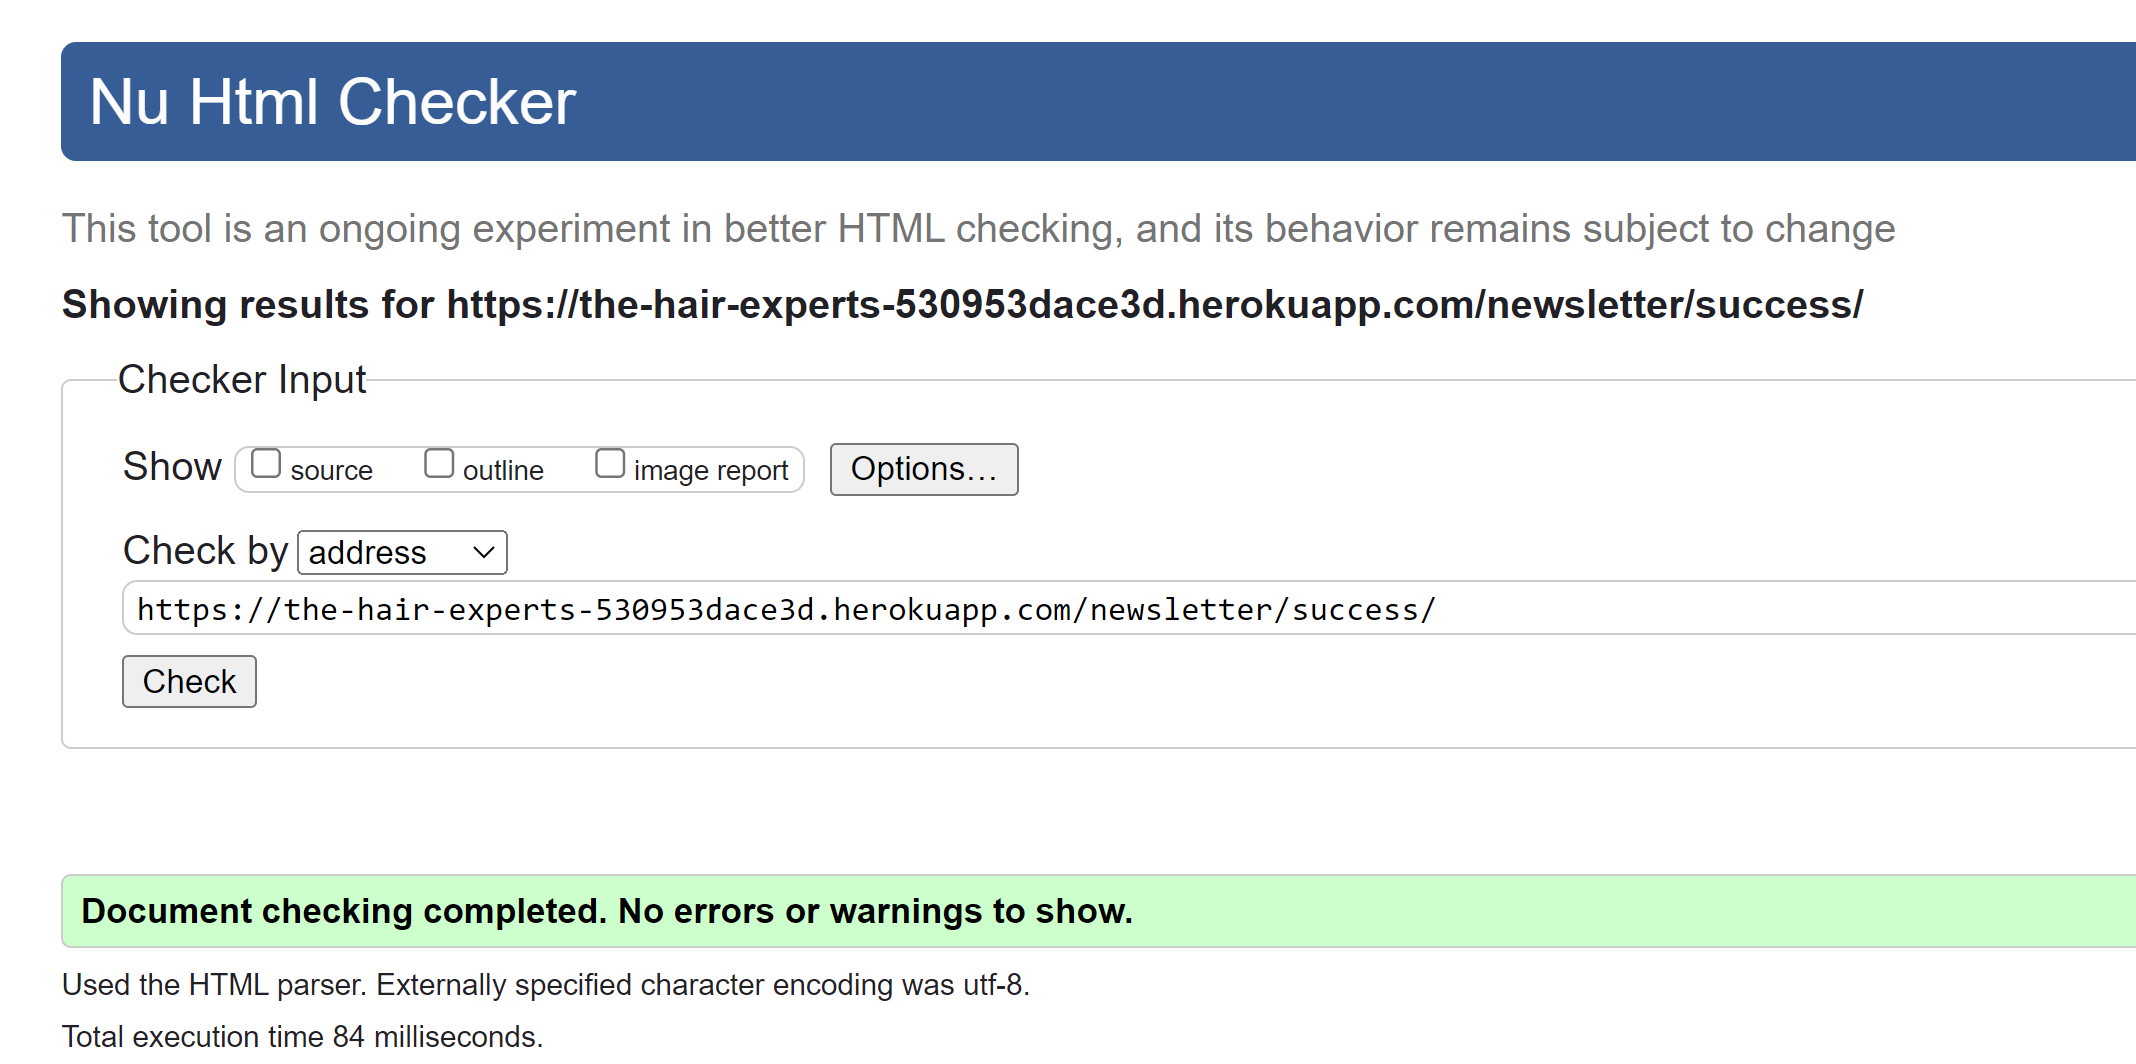 Nu Html Checker
This tool is an ongoing experiment in better HTML checking, and its behavior remains subject to change
Showing results for https://the-hair-experts-530953dace3d.herokuapp.com/newsletter/success/
Checker Input
Show source outline image report Options…
Check by address
https://the-hair-experts-530953dace3d.herokuapp.com/newsletter/success/
Check
Document checking completed. No errors or warnings to show.
Used the HTML parser. Externally specified character encoding was utf-8.
Total execution time 84 milliseconds.